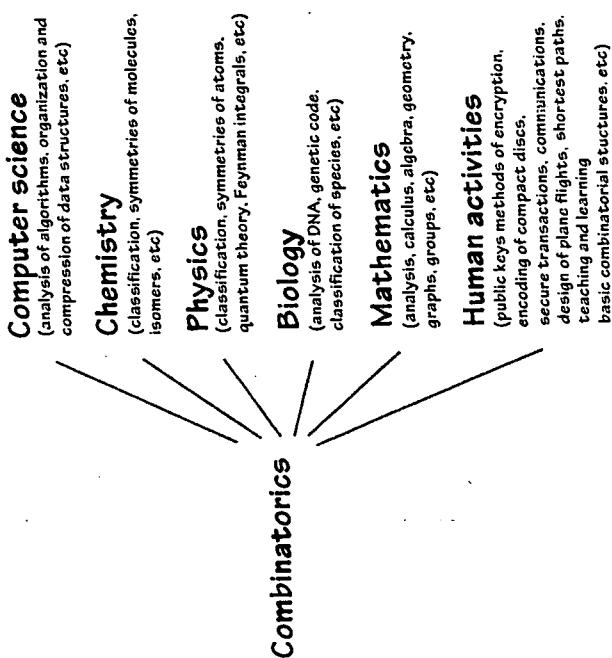 Combinatorics
Computer science
(analysis of algorithms, organization and
compression of data structures, etc)
Chemistry
(classification, symmetries of molecules,
isomers, etc)
Physics
(classification, symmetries of atoms.
quantum theory, Feynman integrals, etc)
Biology
(analysis of DNA, genetic code.
classification of species, etc)
Mathematics
(analysis, calculus, algebra, geometry,
graphs, groups, etc)
Human activities
(public keys methods of encryption,
encoding of compact discs,
secure transactions, communications.
design of plane flights, shortest paths.
teaching and learning
basic combinatorial stuctures, etc)